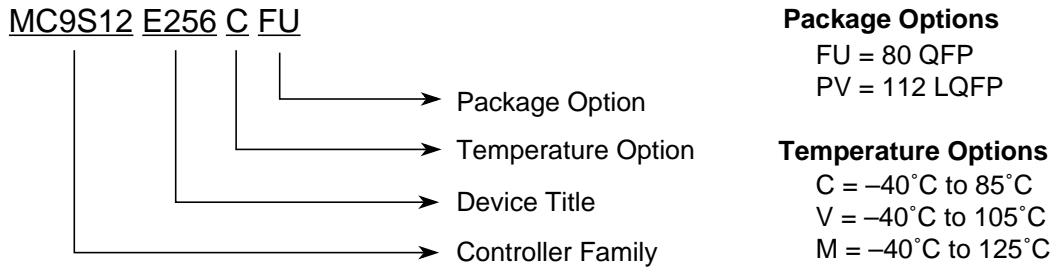 MC9S12 E256 C FU
Package Option
Temperature Option
Device Title
Controller Family
Package Options
FU = 80 QFP
PV = 112 LQFP
Temperature Options
C = –40˚C to 85˚C
V = –40˚C to 105˚C
M = –40˚C to 125˚C